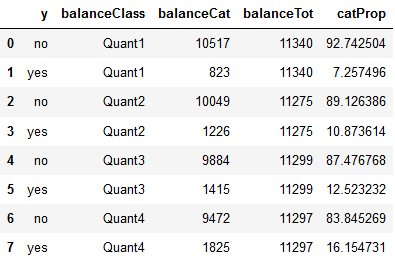 y balanceClass balanceCat balanceTot catProp
0 no Quant1 10517 11340 92.742504
1 yes Quant1 823 11340 7.257496
2 no Quant2 10049 11275 89.126386
3 yes Quant2 1226 11275 10.873614
4 no Quant3 9884 11299 87.476768
5 yes Quant3 1415 11299 12.523232
6 no Quant4 9472 11297 83.845269
7 yes Quant4 1825 11297 16.154731